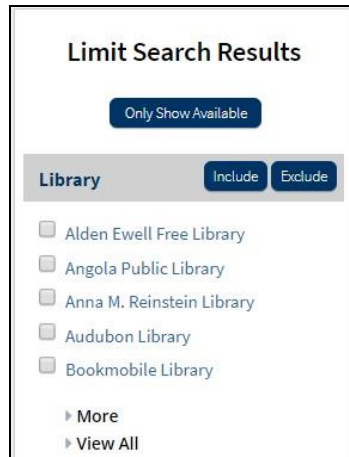 Limit Search Results
Only Show Available
Library Include Exclude
Alden Ewell Free Library
Angola Public Library
Anna M. Reinstein Library
Audubon Library
Bookmobile Library
More
View All